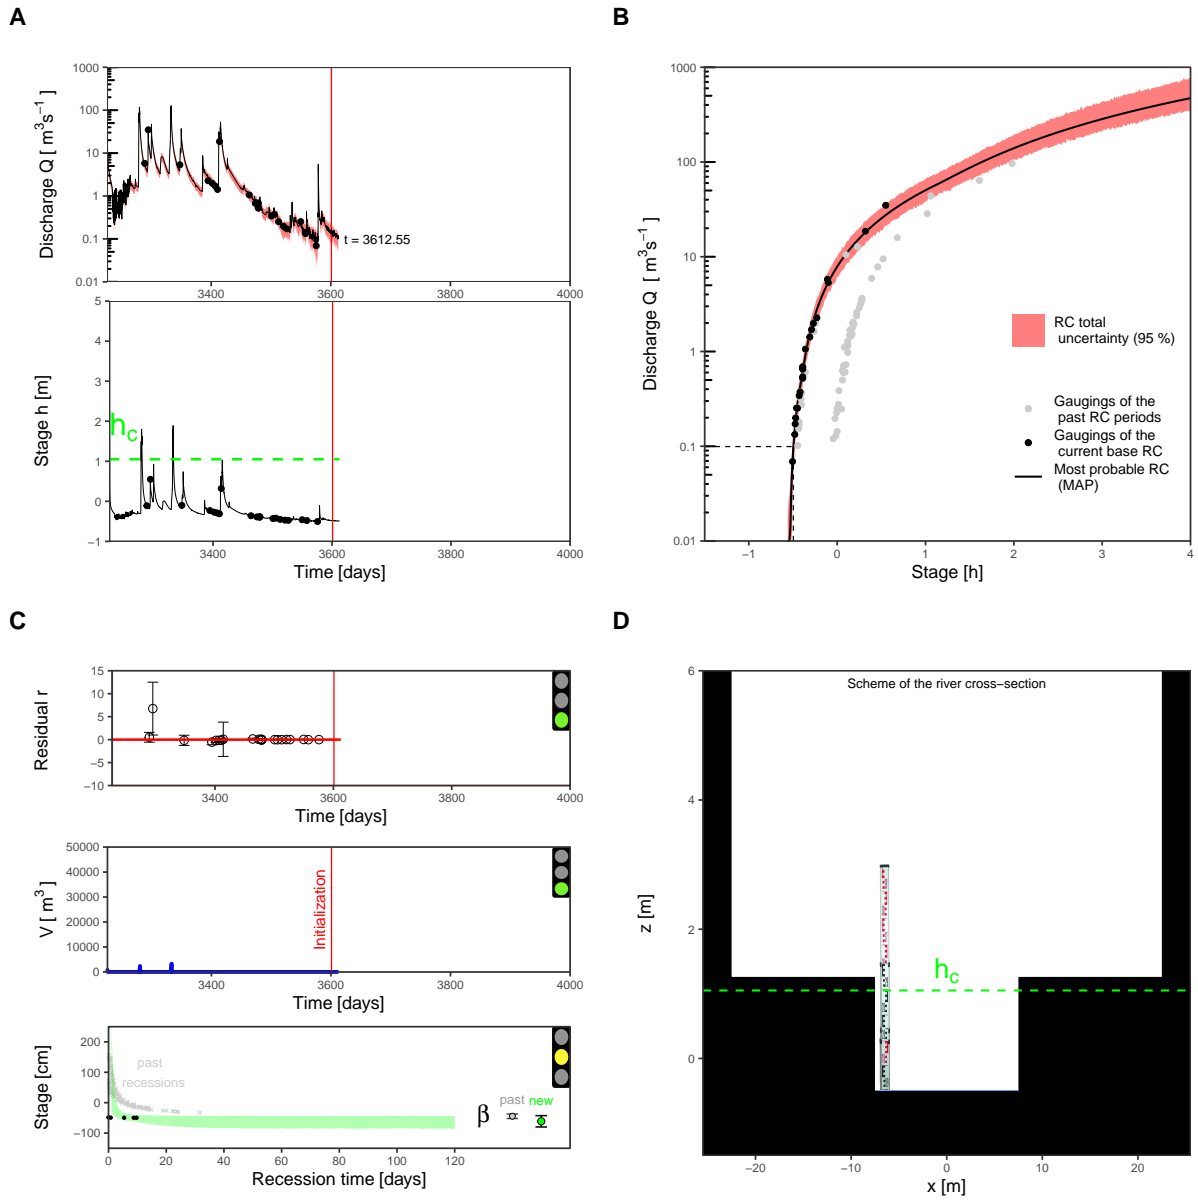 A
Discharge Q [ m³s⁻¹ ]
1000
100
10
1
0.1
0.01
t = 3612.55
3400
3600
3800
4000
Stage h [m]
5
4
3
2
1
0
−1
hc
3400
3600
3800
4000
Time [days]
B
Discharge Q [ m³s⁻¹ ]
1000
100
10
1
0.1
0.01
RC total
uncertainty (95 %)
Gaugings of the
past RC periods
Gaugings of the
current base RC
Most probable RC
(MAP)
−1
0
1
2
3
4
Stage [h]
C
Residual r
15
10
5
0
−5
−10
3400
3600
3800
4000
Time [days]
V [ m³ ]
50000
40000
30000
20000
10000
0
Initialization
3400
3600
3800
4000
Time [days]
Stage [cm]
200
100
0
−100
past
recessions
β
past
new
0
20
40
60
80
100
120
Recession time [days]
D
Scheme of the river cross−section
z [m]
6
4
2
0
hc
−20
−10
0
10
20
x [m]